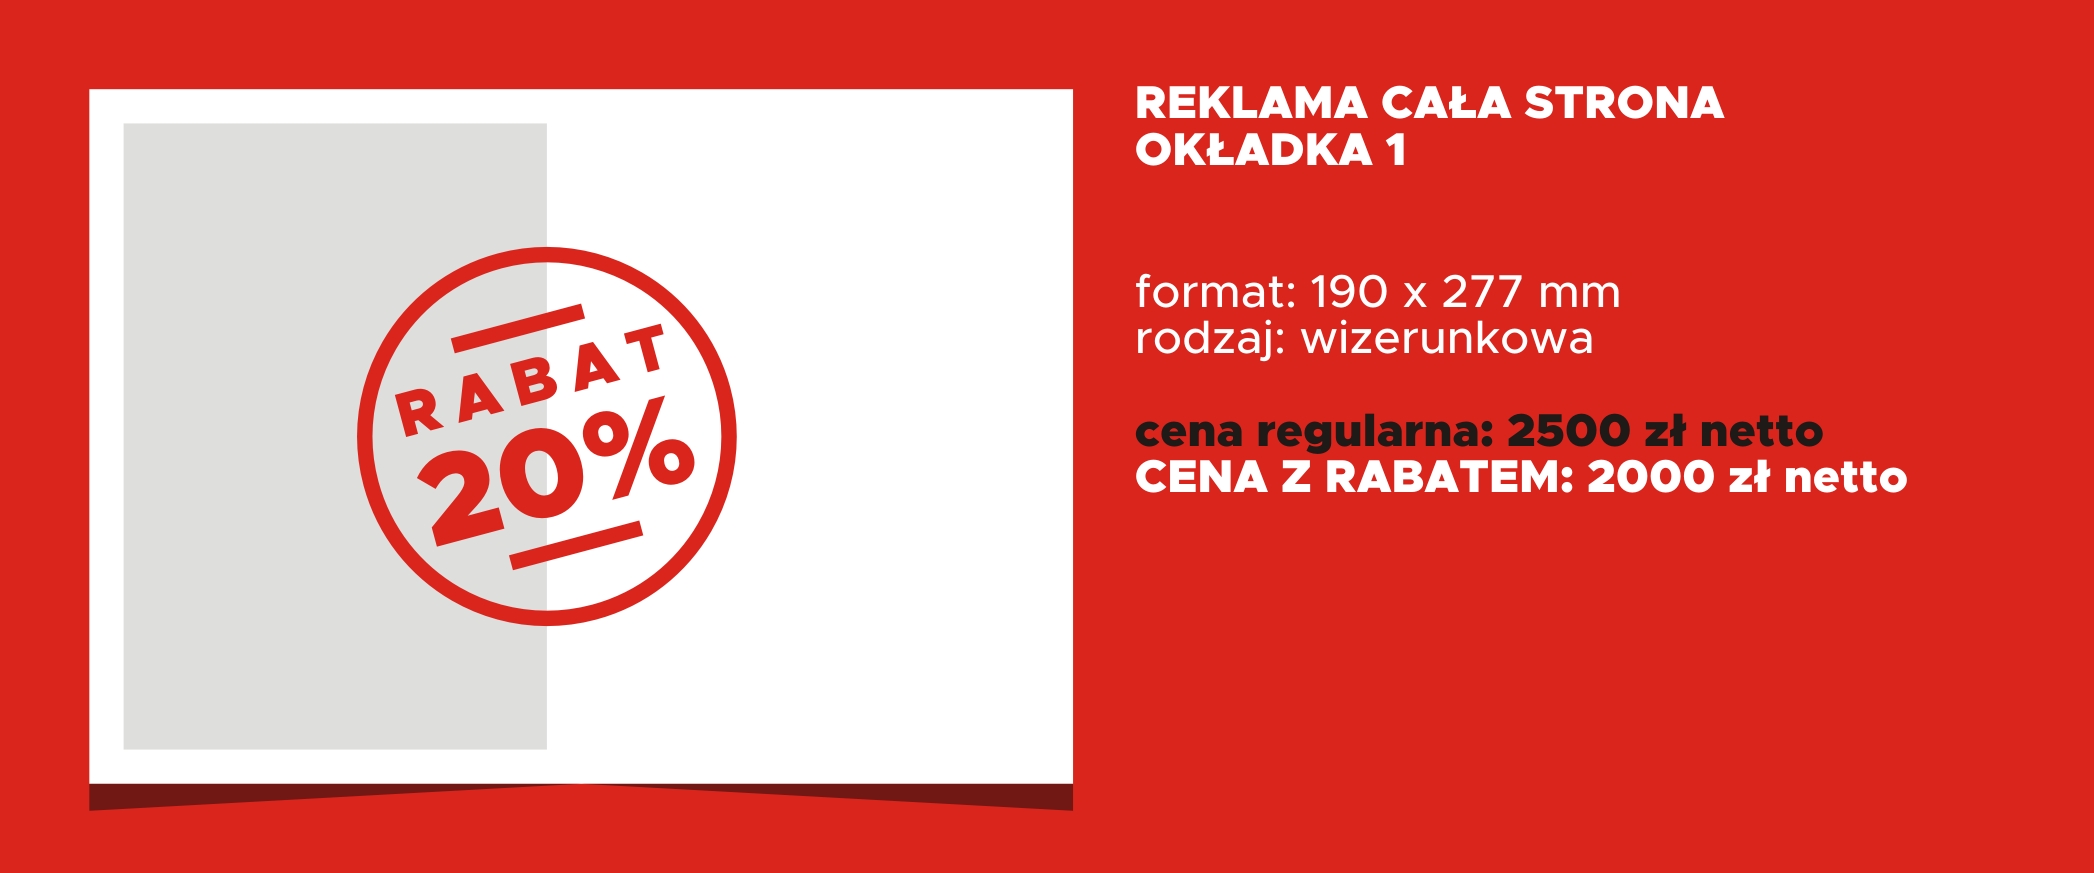 RABAT
20%
REKLAMA CAŁA STRONA
OKŁADKA 1
format: 190 x 277 mm
rodzaj: wizerunkowa
cena regularna: 2500 zł netto
CENA Z RABATEM: 2000 zł netto